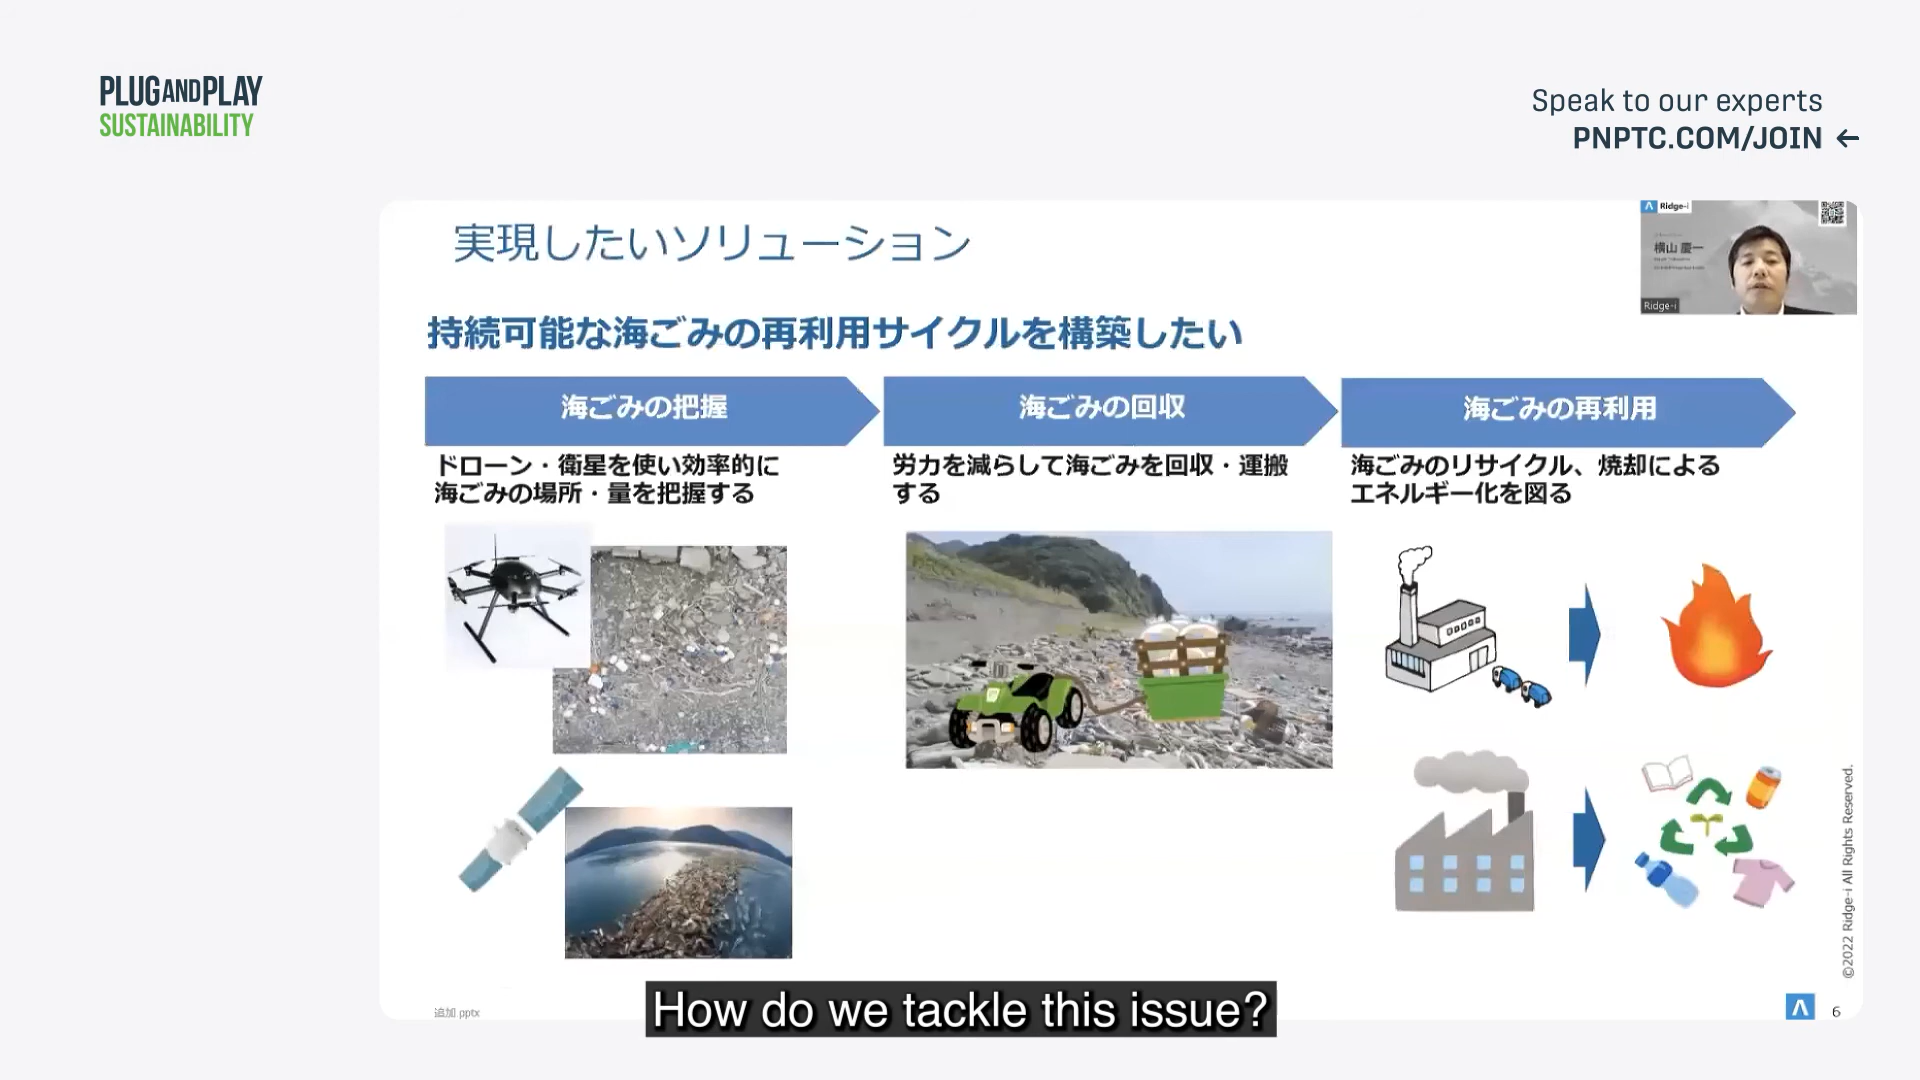 PLUGANDPLAY
SUSTAINABILITY
Speak to our experts
PNPTC.COM/JOIN ←
実現したいソリューション
Ridge-i
横山 慶一
Ridge-i
持続可能な海ごみの再利用サイクルを構築したい
海ごみの把握
海ごみの回収
海ごみの再利用
ドローン・衛星を使い効率的に
海ごみの場所・量を把握する
労力を減らして海ごみを回収・運搬
する
海ごみのリサイクル、焼却による
エネルギー化を図る
©2022 Ridge-i All Rights Reserved.
How do we tackle this issue?
追加.pptx
6